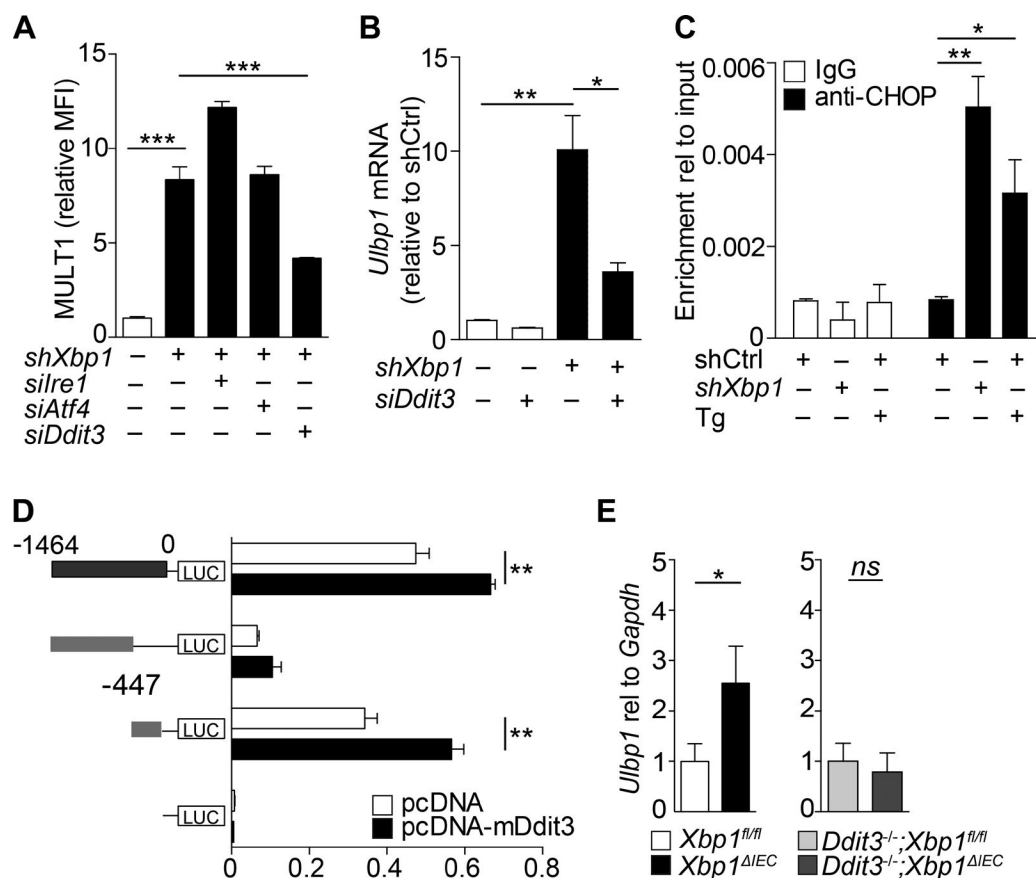 A
MULT1 (relative MFI)
15
10
5
0
***
***
shXbp1 – + + + +
siIre1 – – + – –
siAtf4 – – – + –
siDdit3 – – – – +
B
Ulbp1 mRNA
(relative to shCtrl)
15
10
5
0
**
*
shXbp1 – – + +
siDdit3 – + – +
C
Enrichment rel to input
0.006
0.004
0.002
0
IgG
anti-CHOP
*
**
shCtrl + – + + – +
shXbp1 – + – – + –
Tg – – + – – +
D
-1464 0
LUC
**
LUC
-447
LUC
**
LUC
pcDNA
pcDNA-mDdit3
0 0.2 0.4 0.6 0.8
E
Ulbp1 rel to Gapdh
5
4
3
2
1
0
*
Xbp1fl/fl
Xbp1ΔIEC
5
4
3
2
1
0
ns
Ddit3-/-;Xbp1fl/fl
Ddit3-/-;Xbp1ΔIEC